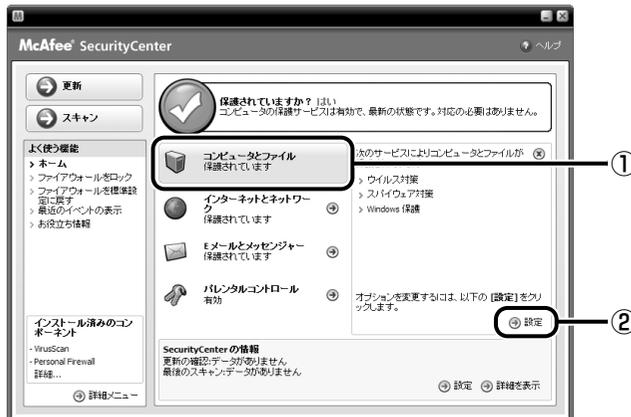 M
McAfee® SecurityCenter
ヘルプ
更新
スキャン
よく使う機能
> ホーム
> ファイアウォールをロック
> ファイアウォールを標準設
定に戻す
> 最近のイベントの表示
> お役立ち情報
インストール済みのコン
ポーネント
- VirusScan
- Personal Firewall
詳細...
詳細メニュー
保護されていますか? はい
コンピュータの保護サービスは有効で、最新の状態です。対応の必要はありません。
コンピュータとファイル
保護されています
インターネットとネットワー
ク
保護されています
Eメールとメッセンジャー
保護されています
ペアレンタルコントロール
有効
次のサービスによりコンピュータとファイルが
> ウイルス対策
> スパイウェア対策
> Windows 保護
オプションを変更するには、以下の [設定] をクリ
ックします。
設定
SecurityCenter の情報
更新の確認:データがありません
最後のスキャン:データがありません
設定
詳細を表示
①
②